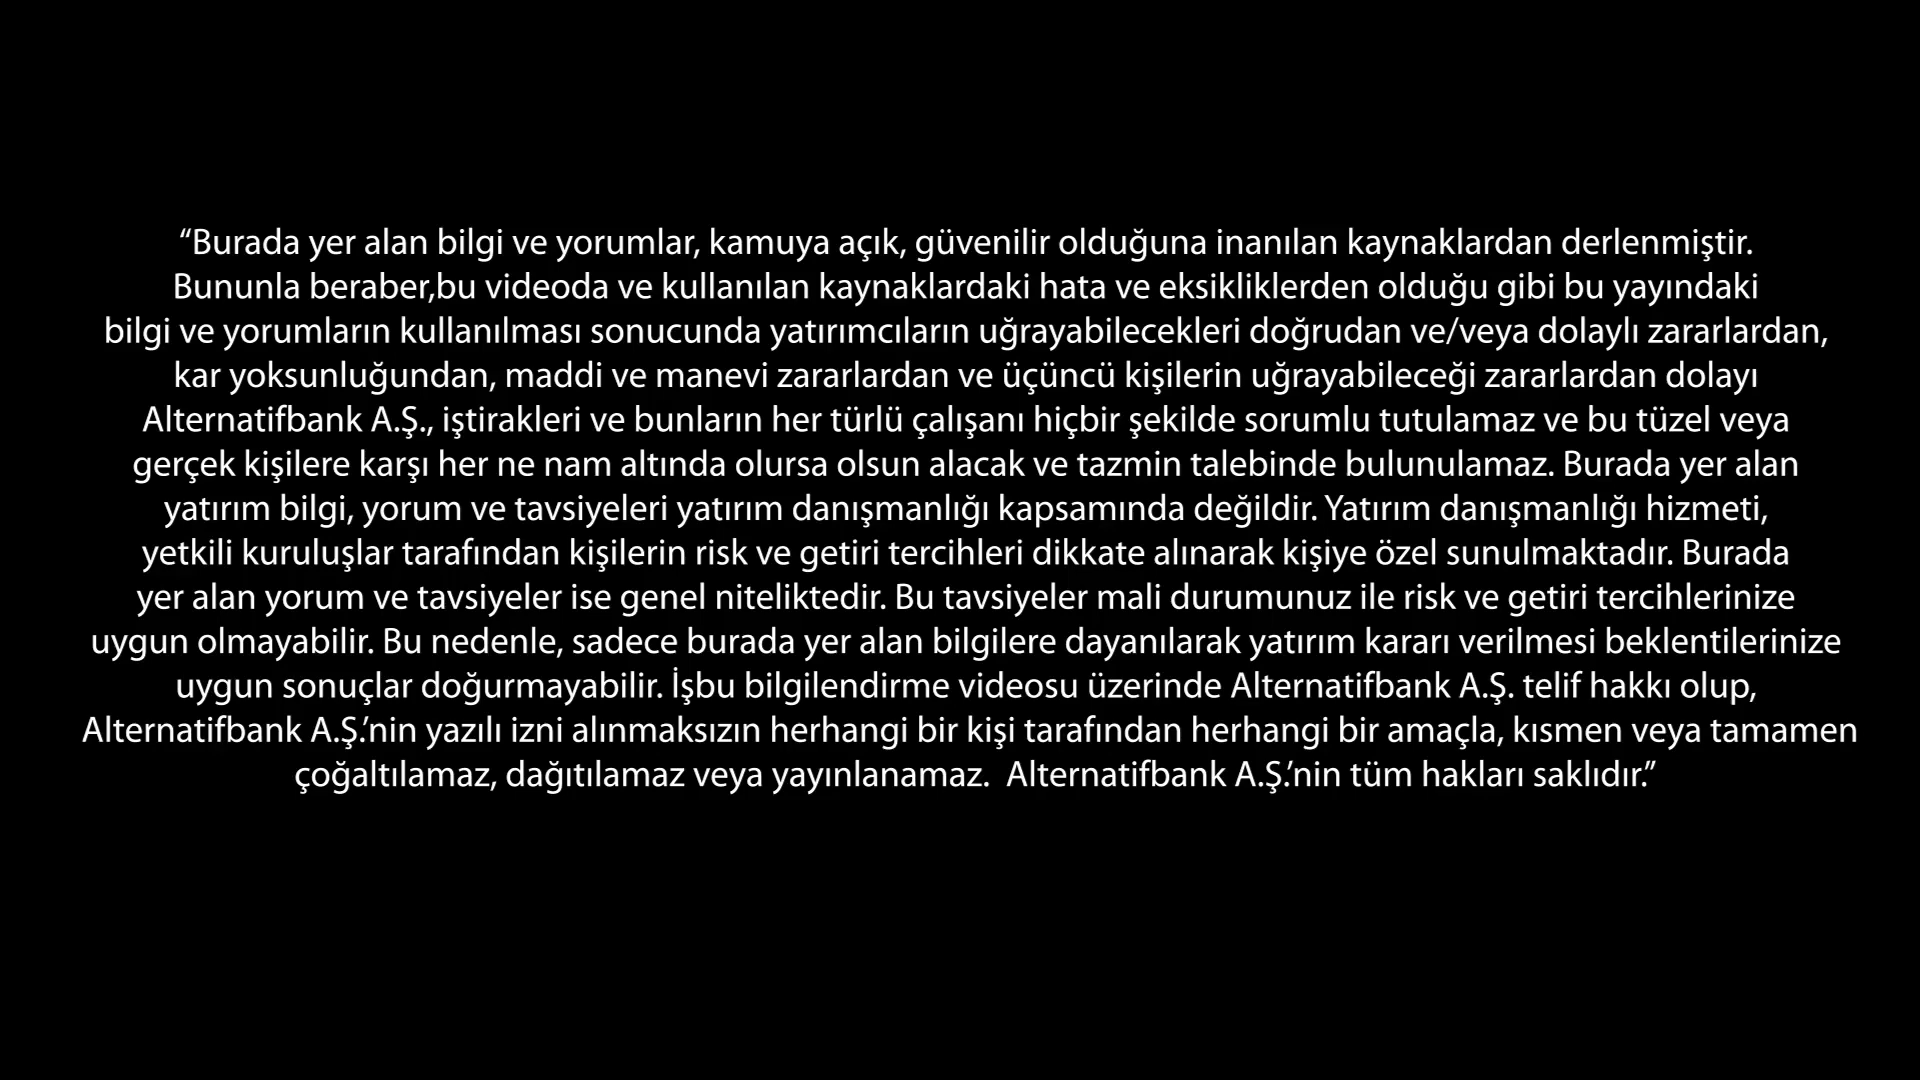 “Burada yer alan bilgi ve yorumlar, kamuya açık, güvenilir olduğuna inanılan kaynaklardan derlenmiştir.
Bununla beraber,bu videoda ve kullanılan kaynaklardaki hata ve eksikliklerden olduğu gibi bu yayındaki
bilgi ve yorumların kullanılması sonucunda yatırımcıların uğrayabilecekleri doğrudan ve/veya dolaylı zararlardan,
kar yoksunluğundan, maddi ve manevi zararlardan ve üçüncü kişilerin uğrayabileceği zararlardan dolayı
Alternatifbank A.Ş., iştirakleri ve bunların her türlü çalışanı hiçbir şekilde sorumlu tutulamaz ve bu tüzel veya
gerçek kişilere karşı her ne nam altında olursa olsun alacak ve tazmin talebinde bulunulamaz. Burada yer alan
yatırım bilgi, yorum ve tavsiyeleri yatırım danışmanlığı kapsamında değildir. Yatırım danışmanlığı hizmeti,
yetkili kuruluşlar tarafından kişilerin risk ve getiri tercihleri dikkate alınarak kişiye özel sunulmaktadır. Burada
yer alan yorum ve tavsiyeler ise genel niteliktedir. Bu tavsiyeler mali durumunuz ile risk ve getiri tercihlerinize
uygun olmayabilir. Bu nedenle, sadece burada yer alan bilgilere dayanılarak yatırım kararı verilmesi beklentilerinize
uygun sonuçlar doğurmayabilir. İşbu bilgilendirme videosu üzerinde Alternatifbank A.Ş. telif hakkı olup,
Alternatifbank A.Ş.’nin yazılı izni alınmaksızın herhangi bir kişi tarafından herhangi bir amaçla, kısmen veya tamamen
çoğaltılamaz, dağıtılamaz veya yayınlanamaz.  Alternatifbank A.Ş.’nin tüm hakları saklıdır.”